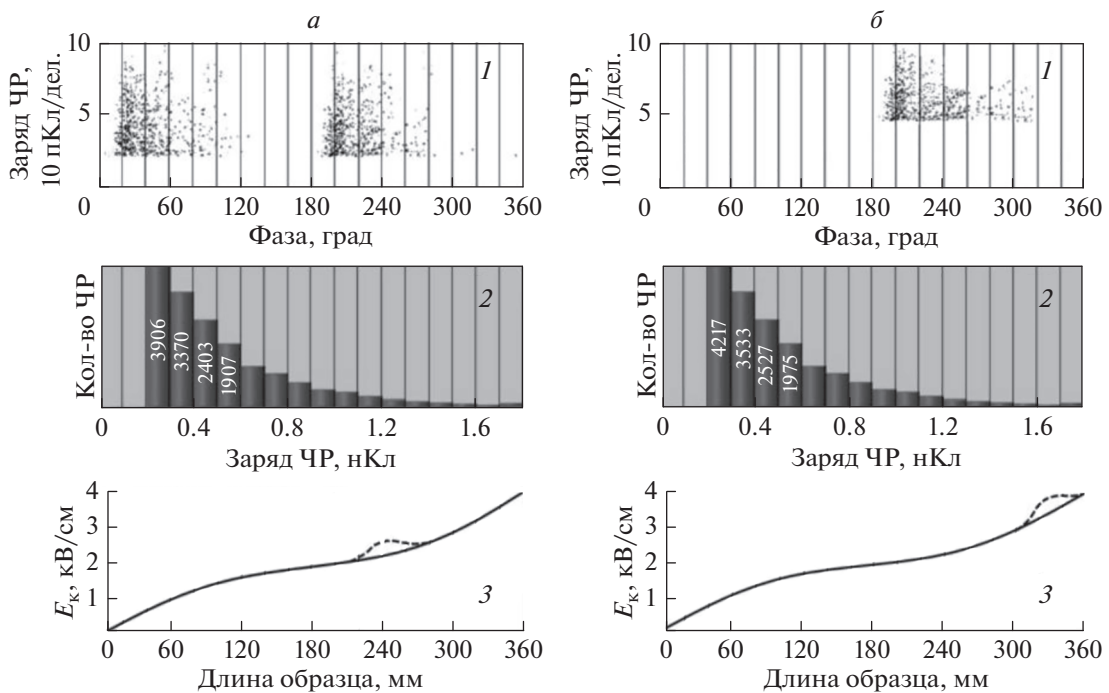 а
Заряд ЧР,
10 пКл/дел.
10
5
0
1
0 60 120 180 240 300 360
Фаза, град
Кол-во ЧР
3906
3370
2403
1907
2
0 0.4 0.8 1.2 1.6
Заряд ЧР, нКл
Eк, кВ/см
4
3
2
1
3
0 60 120 180 240 300 360
Длина образца, мм
б
Заряд ЧР,
10 пКл/дел.
10
5
0
1
0 60 120 180 240 300 360
Фаза, град
Кол-во ЧР
4217
3533
2527
1975
2
0 0.4 0.8 1.2 1.6
Заряд ЧР, нКл
Eк, кВ/см
4
3
2
1
3
0 60 120 180 240 300 360
Длина образца, мм